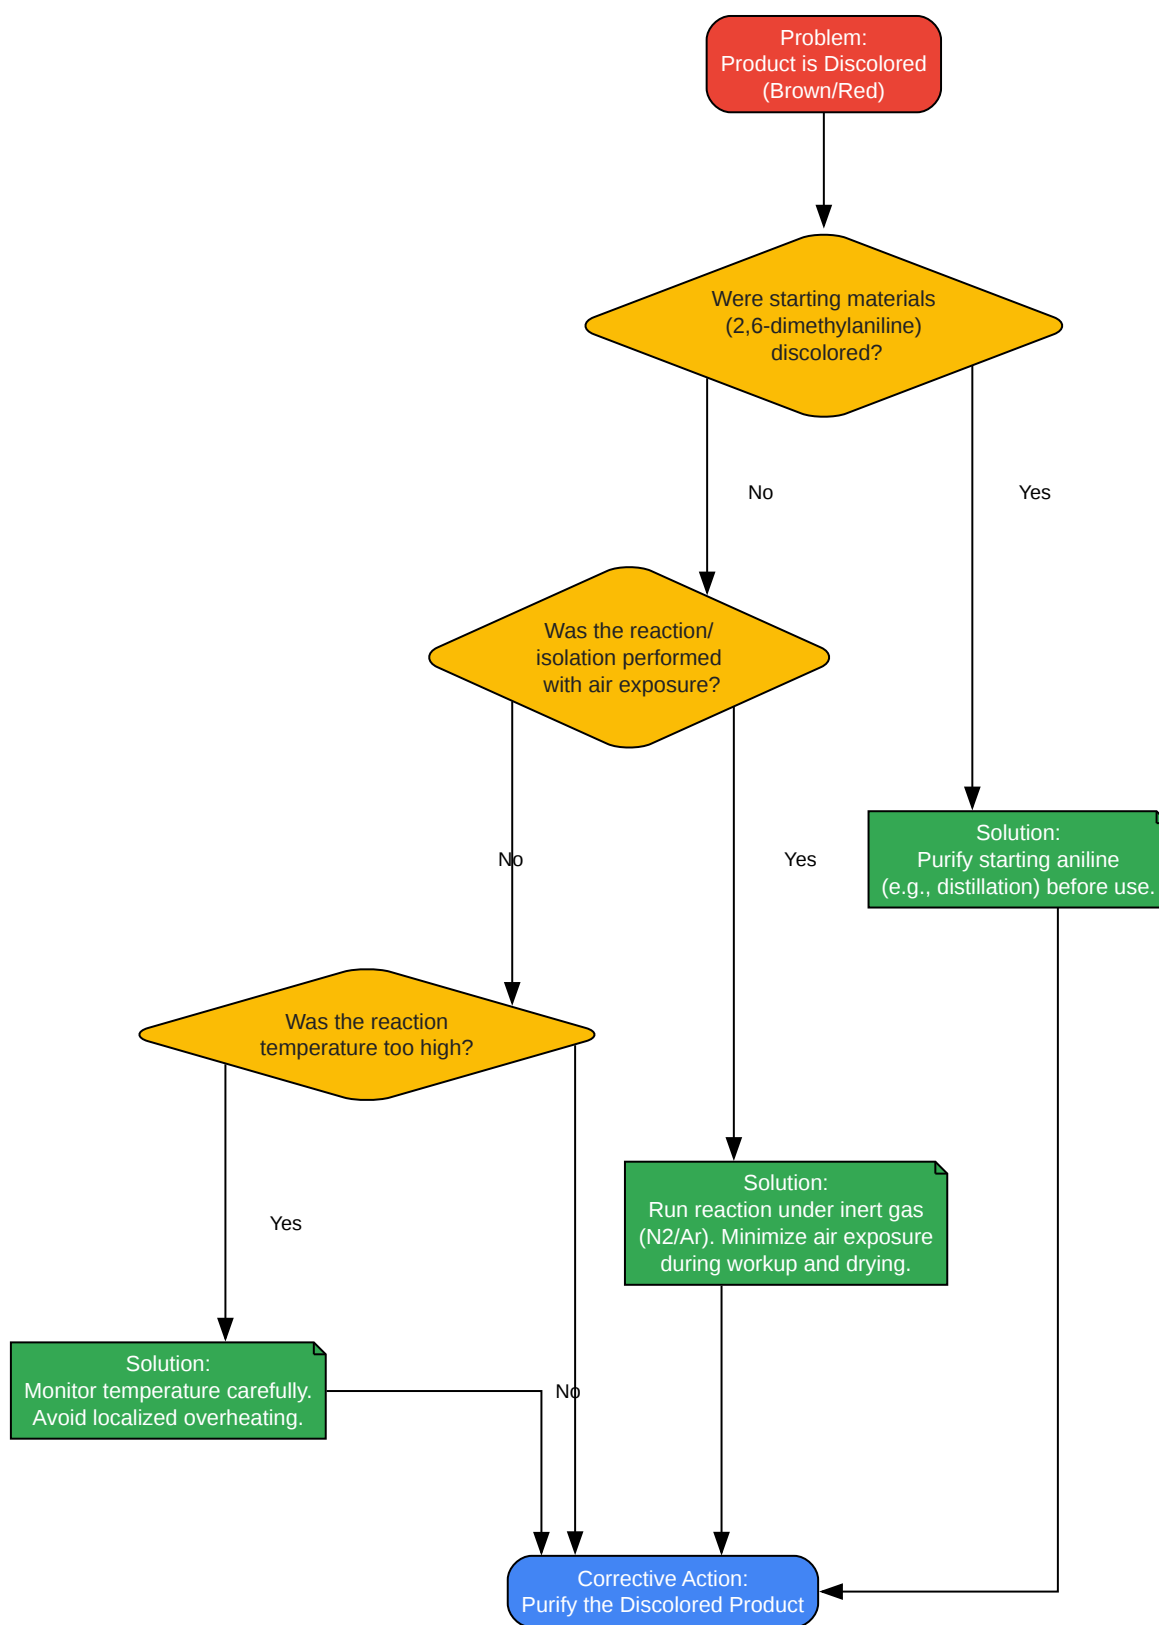 Problem:
Product is Discolored
(Brown/Red)
Were starting materials
(2,6-dimethylaniline)
discolored?
No
Yes
Was the reaction/
isolation performed
with air exposure?
No
Yes
Solution:
Purify starting aniline
(e.g., distillation) before use.
Was the reaction
temperature too high?
Yes
Solution:
Run reaction under inert gas
(N2/Ar). Minimize air exposure
during workup and drying.
Solution:
Monitor temperature carefully.
Avoid localized overheating.
No
Corrective Action:
Purify the Discolored Product